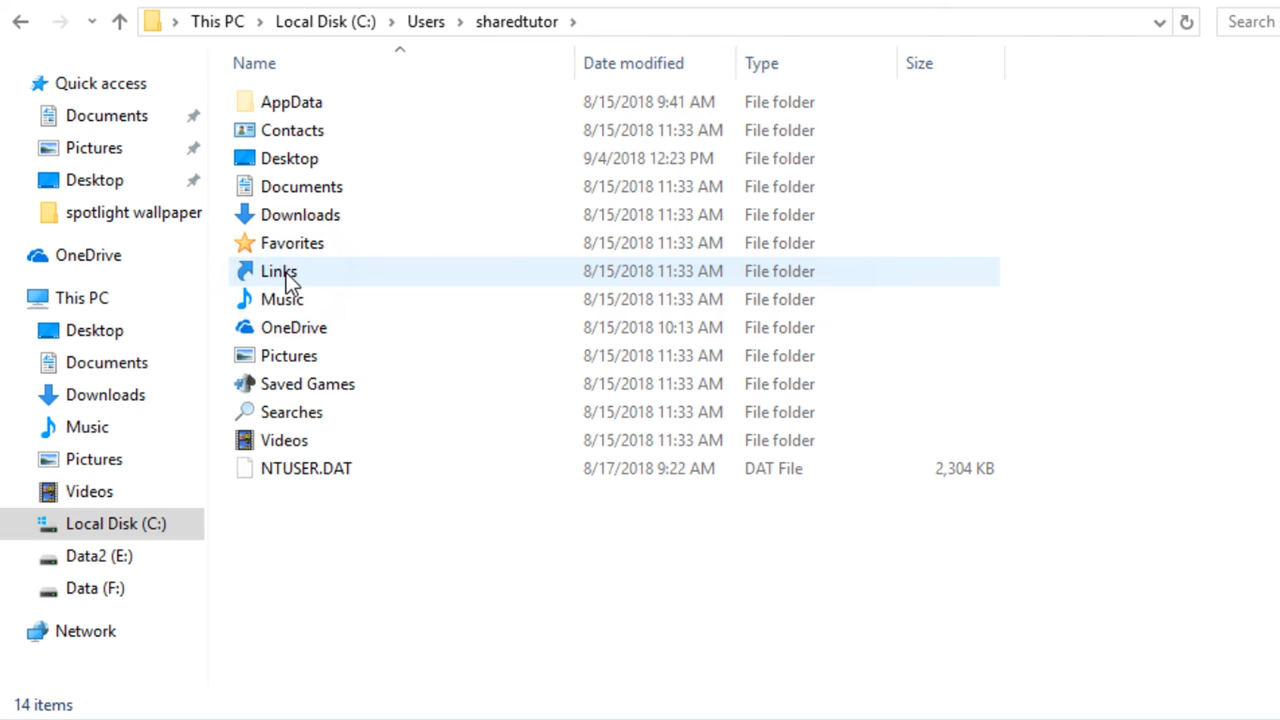 This PC > Local Disk (C:) > Users > sharedtutor >
Search
Name Date modified Type Size
Quick access
Documents
Pictures
Desktop
spotlight wallpaper
OneDrive
This PC
Desktop
Documents
Downloads
Music
Pictures
Videos
Local Disk (C:)
Data2 (E:)
Data (F:)
Network
AppData 8/15/2018 9:41 AM File folder
Contacts 8/15/2018 11:33 AM File folder
Desktop 9/4/2018 12:23 PM File folder
Documents 8/15/2018 11:33 AM File folder
Downloads 8/15/2018 11:33 AM File folder
Favorites 8/15/2018 11:33 AM File folder
Links 8/15/2018 11:33 AM File folder
Music 8/15/2018 11:33 AM File folder
OneDrive 8/15/2018 10:13 AM File folder
Pictures 8/15/2018 11:33 AM File folder
Saved Games 8/15/2018 11:33 AM File folder
Searches 8/15/2018 11:33 AM File folder
Videos 8/15/2018 11:33 AM File folder
NTUSER.DAT 8/17/2018 9:22 AM DAT File 2,304 KB
14 items